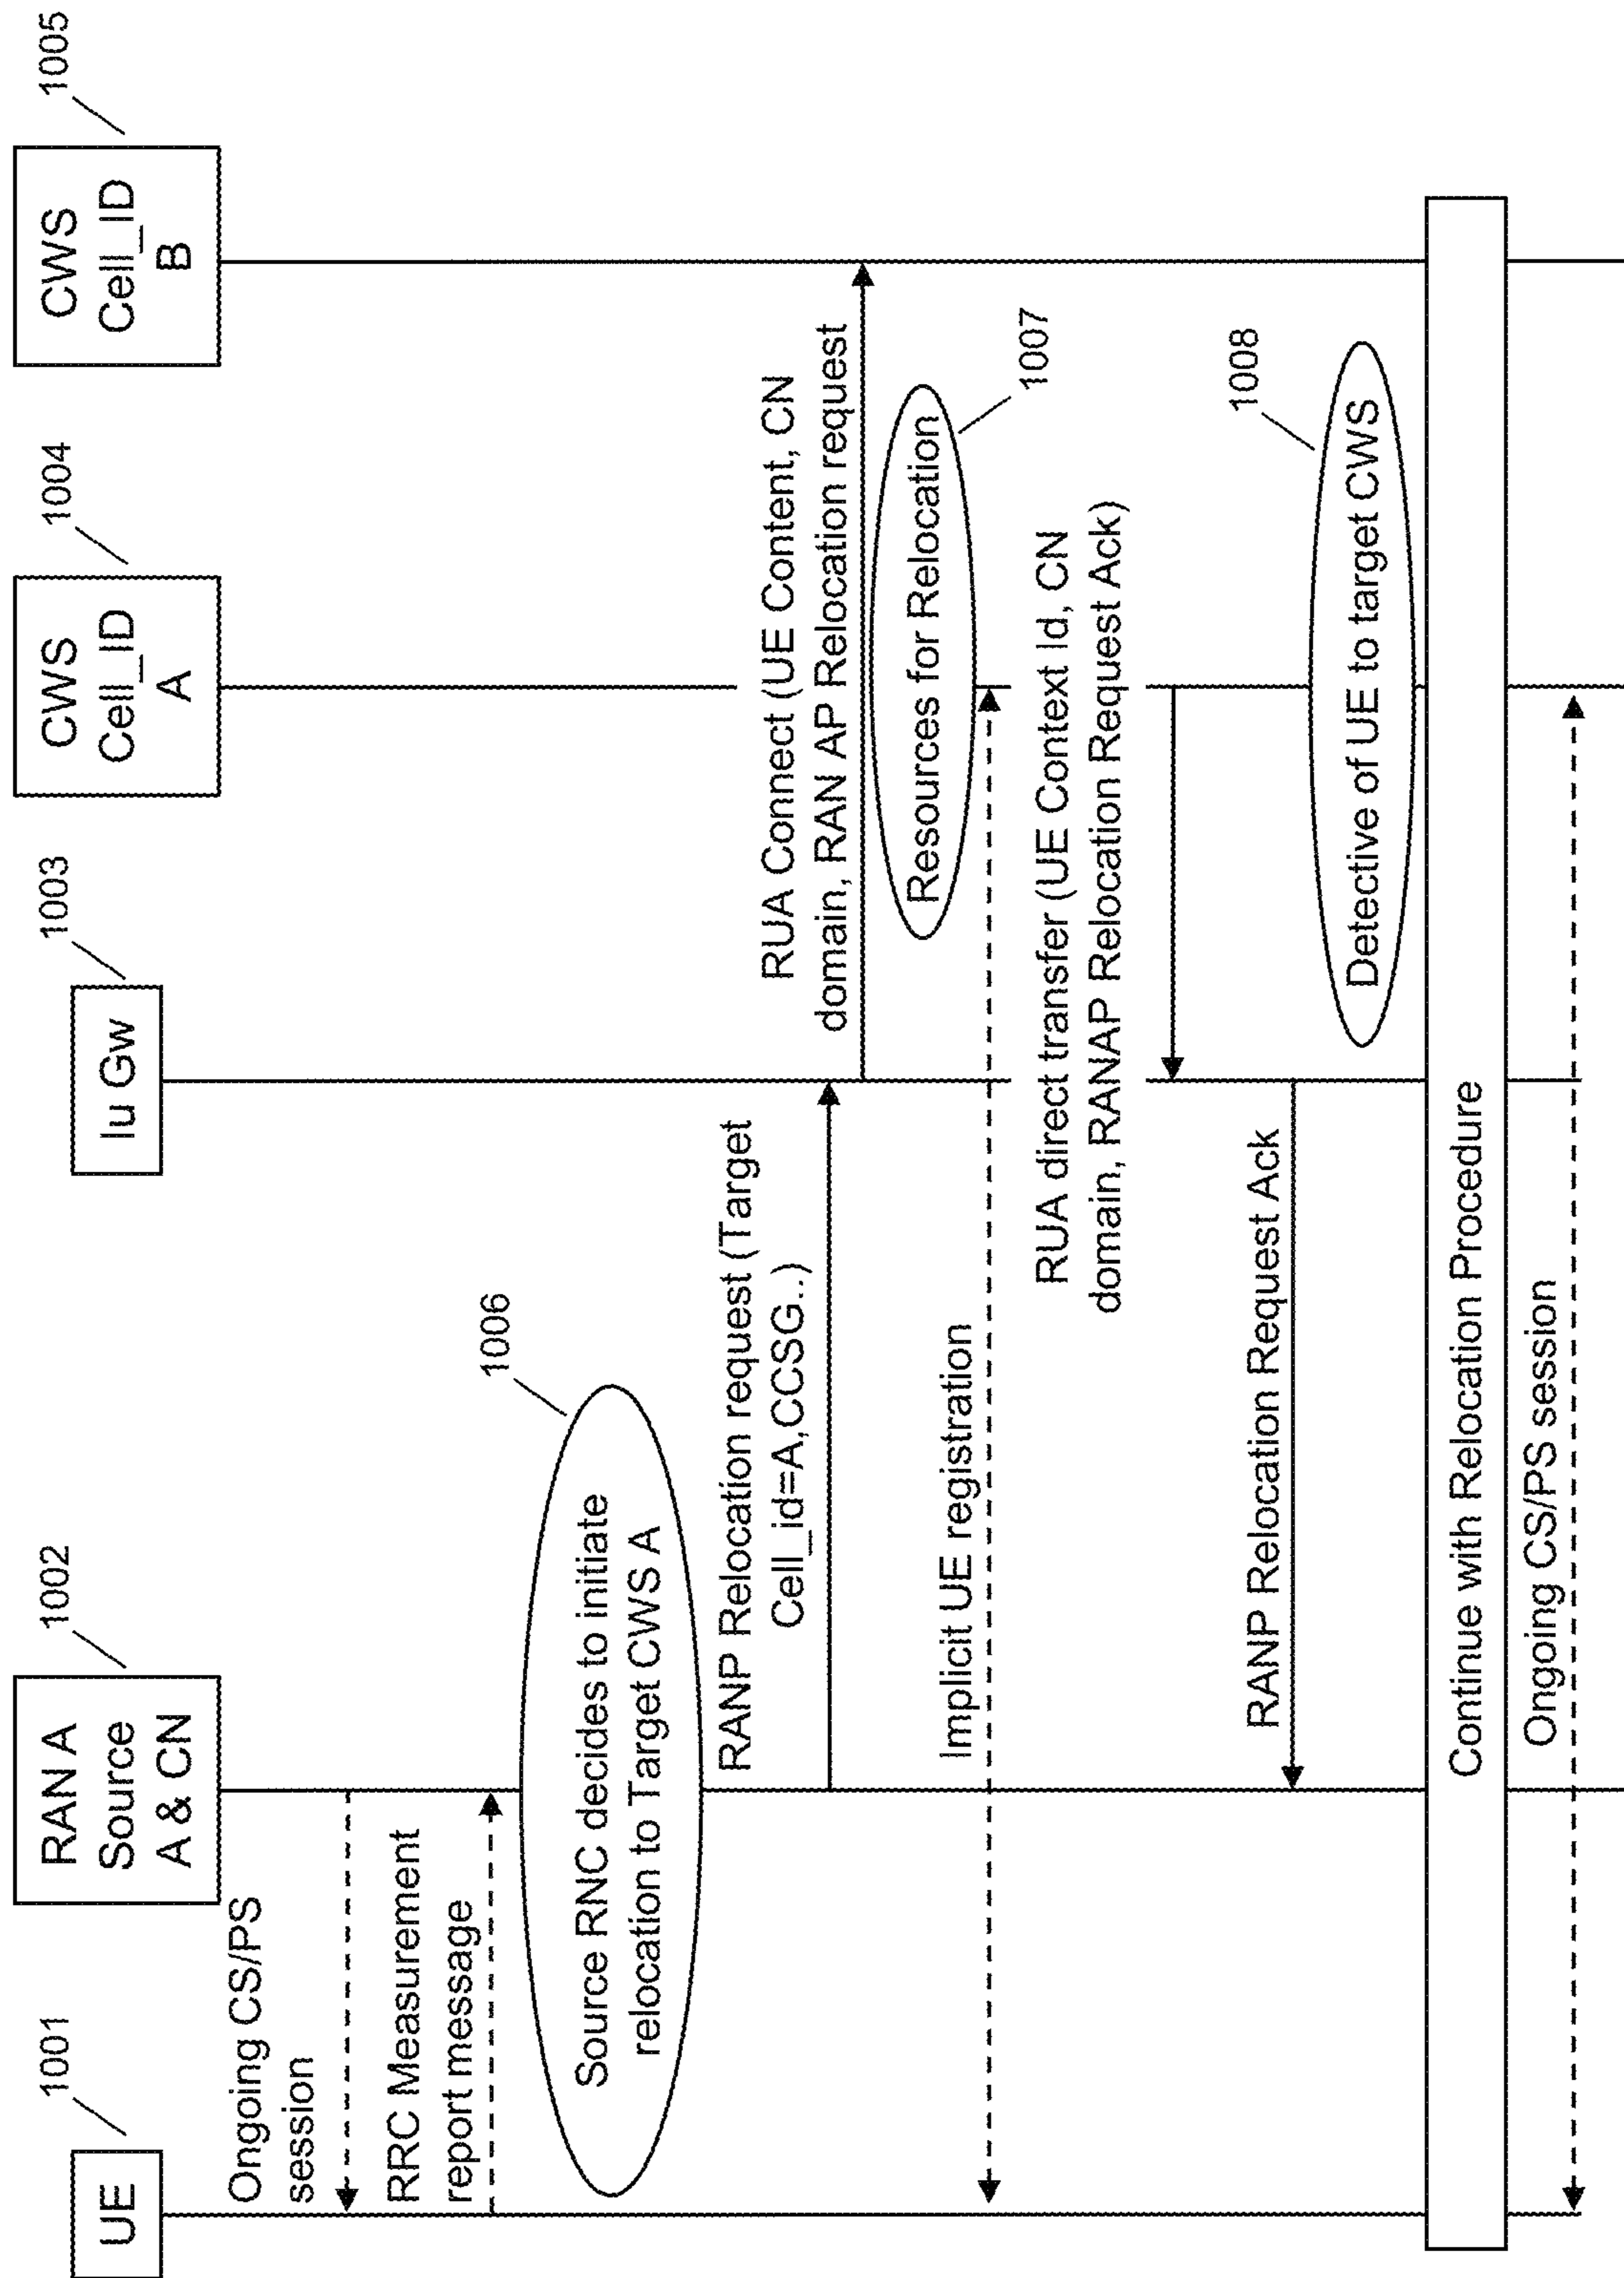 1001
1002
1003
1004
1005
UE
RAN A
Source
A & CN
Iu Gw
CWS
Cell_ID
A
CWS
Cell_ID
B
Ongoing CS/PS
session
RRC Measurement
report message
1006
Source RNC decides to initiate
relocation to Target CWS A
RANP Relocation request (Target
Cell_id=A,CCSG..)
RUA Connect (UE Content, CN
domain, RAN AP Relocation request
Resources for Relocation
1007
Implicit UE registration
RUA direct transfer (UE Context Id, CN
domain, RANAP Relocation Request Ack)
RANP Relocation Request Ack
1008
Detective of UE to target CWS
Continue with Relocation Procedure
Ongoing CS/PS session